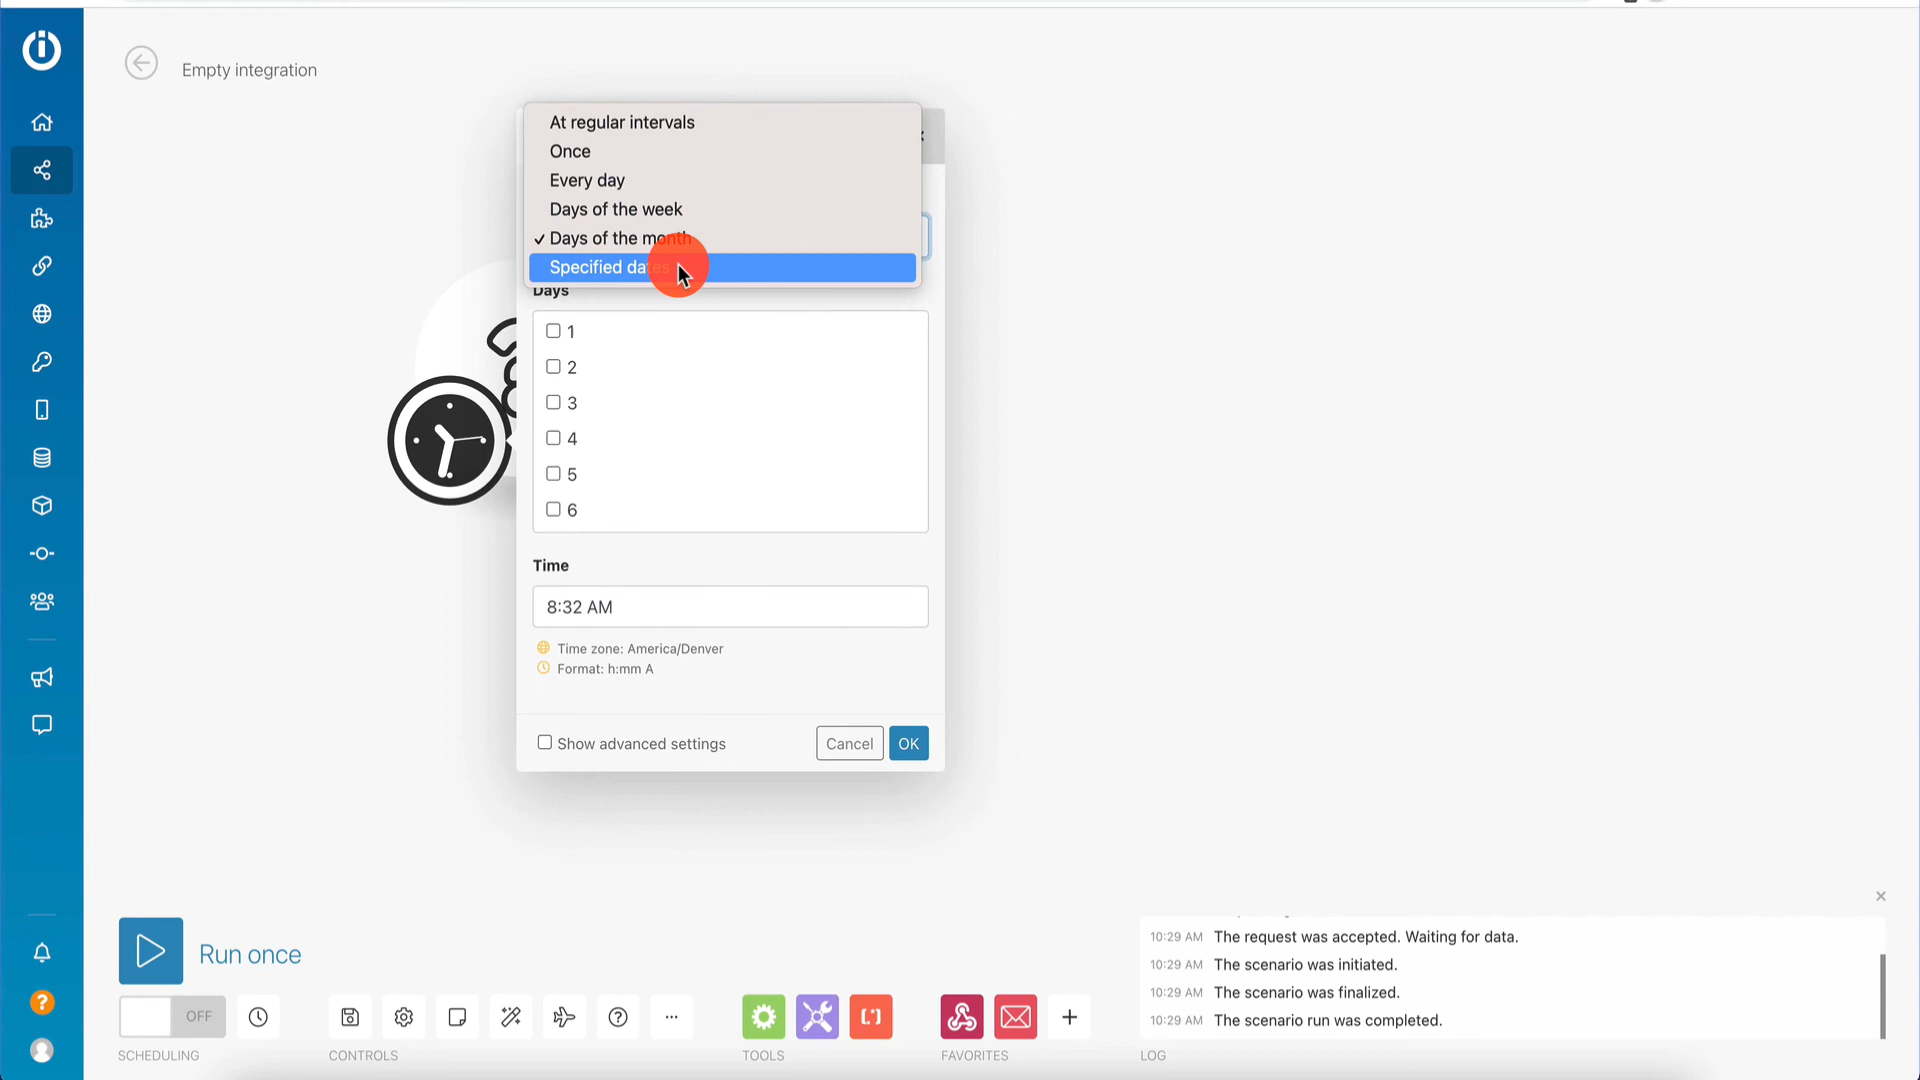 Empty integration
At regular intervals
Once
Every day
Days of the week
✓ Days of the month
Specified dates
Days
1
2
3
4
5
6
Time
8:32 AM
Time zone: America/Denver
Format: h:mm A
Show advanced settings
Cancel
OK
Run once
OFF
SCHEDULING
CONTROLS
TOOLS
FAVORITES
10:29 AM The request was accepted. Waiting for data.
10:29 AM The scenario was initiated.
10:29 AM The scenario was finalized.
10:29 AM The scenario run was completed.
LOG